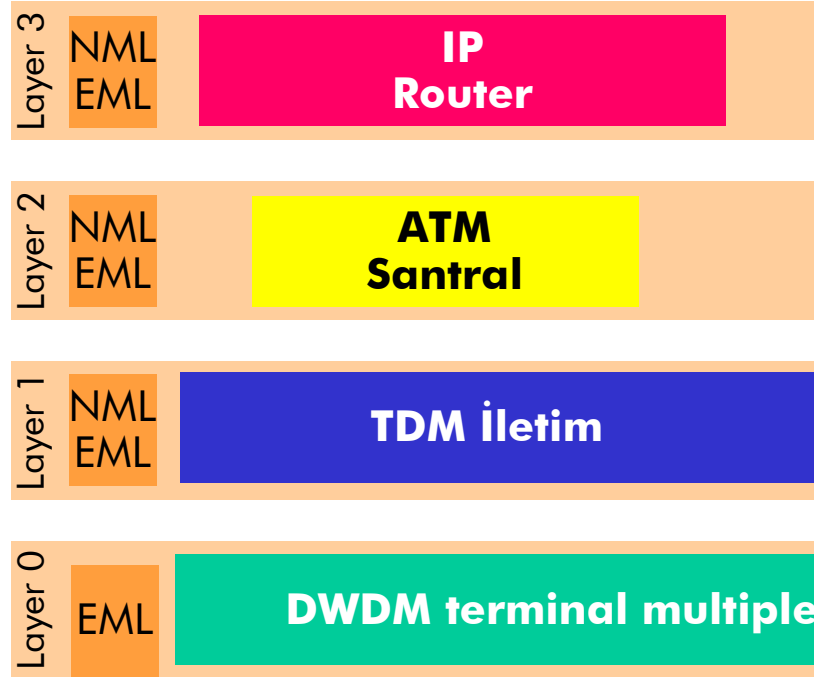 Layer 3
NML
EML
IP
Router
Layer 2
NML
EML
ATM
Santral
Layer 1
NML
EML
TDM İletim
Layer 0
EML
DWDM terminal multiple